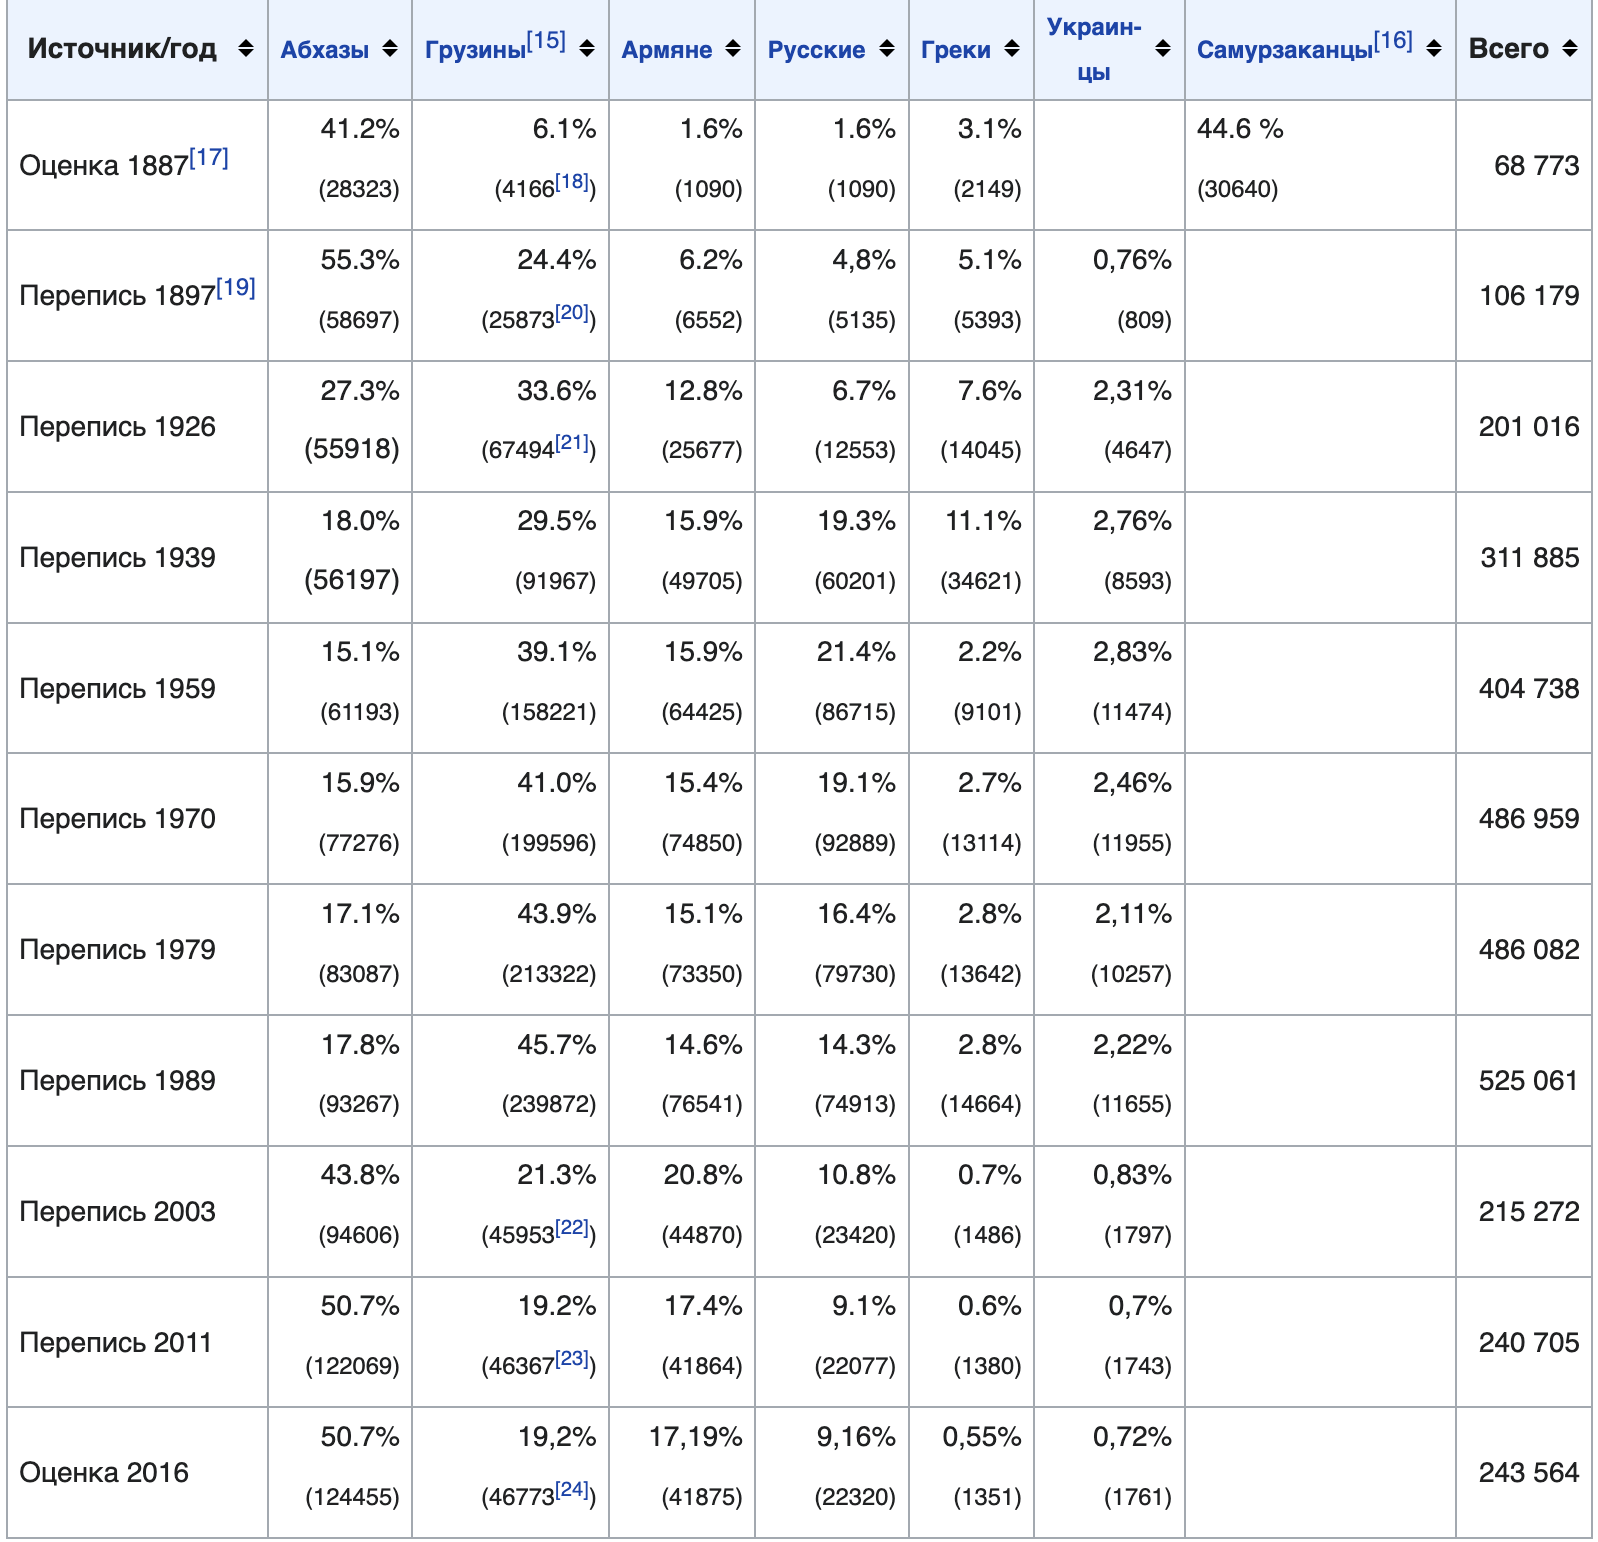 Источник/год Абхазы Грузины[15] Армяне Русские Греки Украин-
цы Самурзаканцы[16] Всего
Оценка 1887[17] 41.2% 6.1% 1.6% 1.6% 3.1% 44.6 % 68 773
(28323) (4166[18]) (1090) (1090) (2149) (30640)
Перепись 1897[19] 55.3% 24.4% 6.2% 4,8% 5.1% 0,76% 106 179
(58697) (25873[20]) (6552) (5135) (5393) (809)
Перепись 1926 27.3% 33.6% 12.8% 6.7% 7.6% 2,31% 201 016
(55918) (67494[21]) (25677) (12553) (14045) (4647)
Перепись 1939 18.0% 29.5% 15.9% 19.3% 11.1% 2,76% 311 885
(56197) (91967) (49705) (60201) (34621) (8593)
Перепись 1959 15.1% 39.1% 15.9% 21.4% 2.2% 2,83% 404 738
(61193) (158221) (64425) (86715) (9101) (11474)
Перепись 1970 15.9% 41.0% 15.4% 19.1% 2.7% 2,46% 486 959
(77276) (199596) (74850) (92889) (13114) (11955)
Перепись 1979 17.1% 43.9% 15.1% 16.4% 2.8% 2,11% 486 082
(83087) (213322) (73350) (79730) (13642) (10257)
Перепись 1989 17.8% 45.7% 14.6% 14.3% 2.8% 2,22% 525 061
(93267) (239872) (76541) (74913) (14664) (11655)
Перепись 2003 43.8% 21.3% 20.8% 10.8% 0.7% 0,83% 215 272
(94606) (45953[22]) (44870) (23420) (1486) (1797)
Перепись 2011 50.7% 19.2% 17.4% 9.1% 0.6% 0,7% 240 705
(122069) (46367[23]) (41864) (22077) (1380) (1743)
Оценка 2016 50.7% 19,2% 17,19% 9,16% 0,55% 0,72% 243 564
(124455) (46773[24]) (41875) (22320) (1351) (1761)